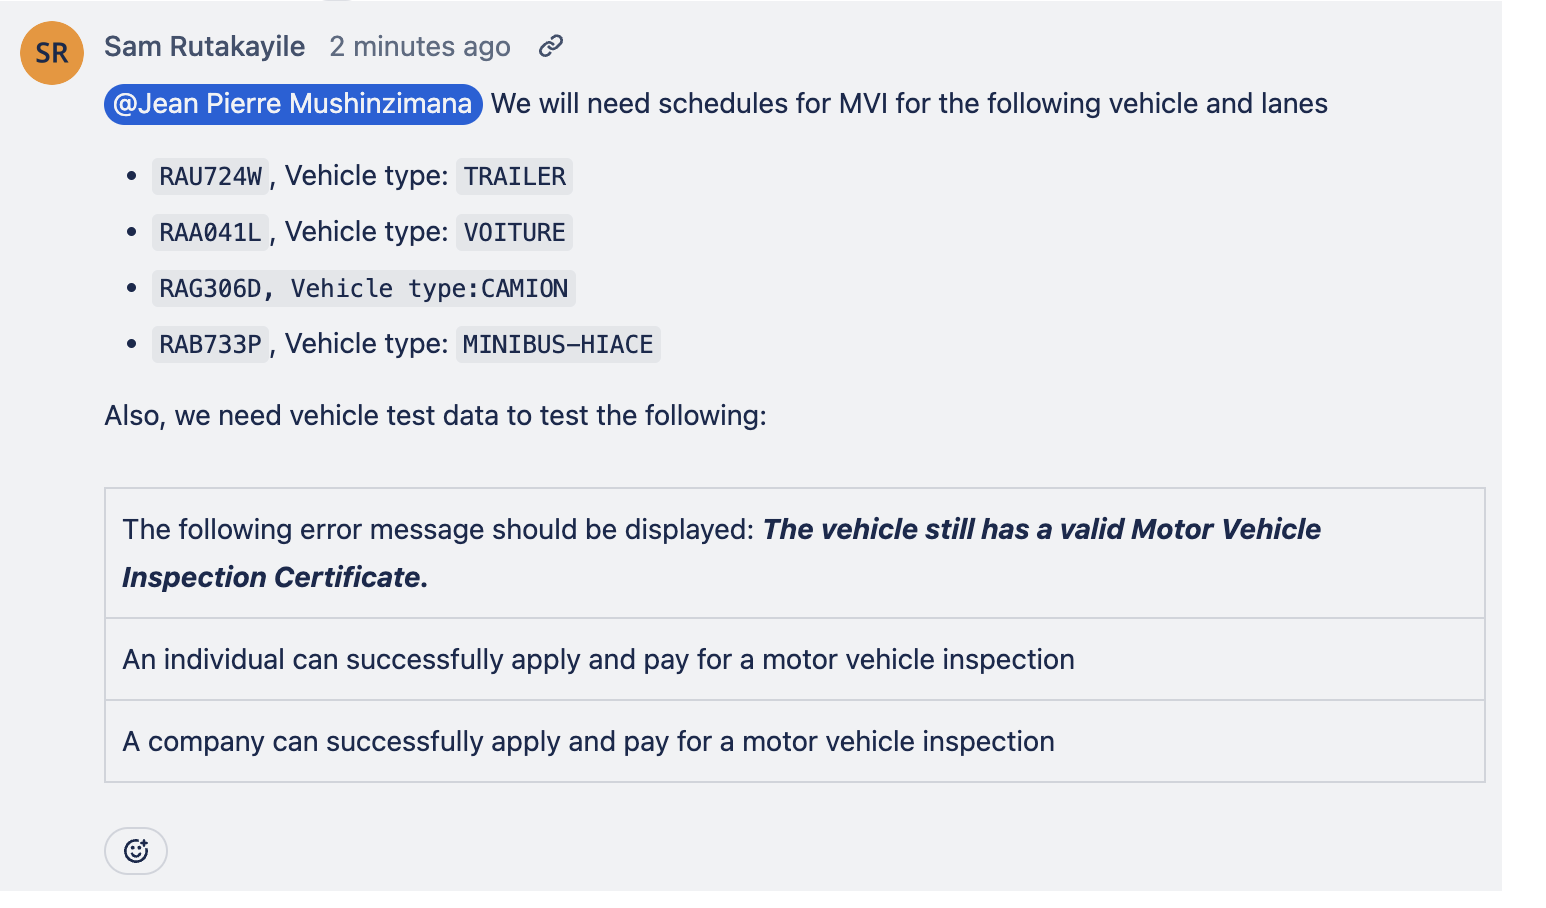 SR
Sam Rutakayile 2 minutes ago
@Jean Pierre Mushinzimana We will need schedules for MVI for the following vehicle and lanes
• RAU724W, Vehicle type: TRAILER
• RAA041L, Vehicle type: VOITURE
• RAG306D, Vehicle type:CAMION
• RAB733P, Vehicle type: MINIBUS-HIACE
Also, we need vehicle test data to test the following:
The following error message should be displayed: The vehicle still has a valid Motor Vehicle
Inspection Certificate.
An individual can successfully apply and pay for a motor vehicle inspection
A company can successfully apply and pay for a motor vehicle inspection